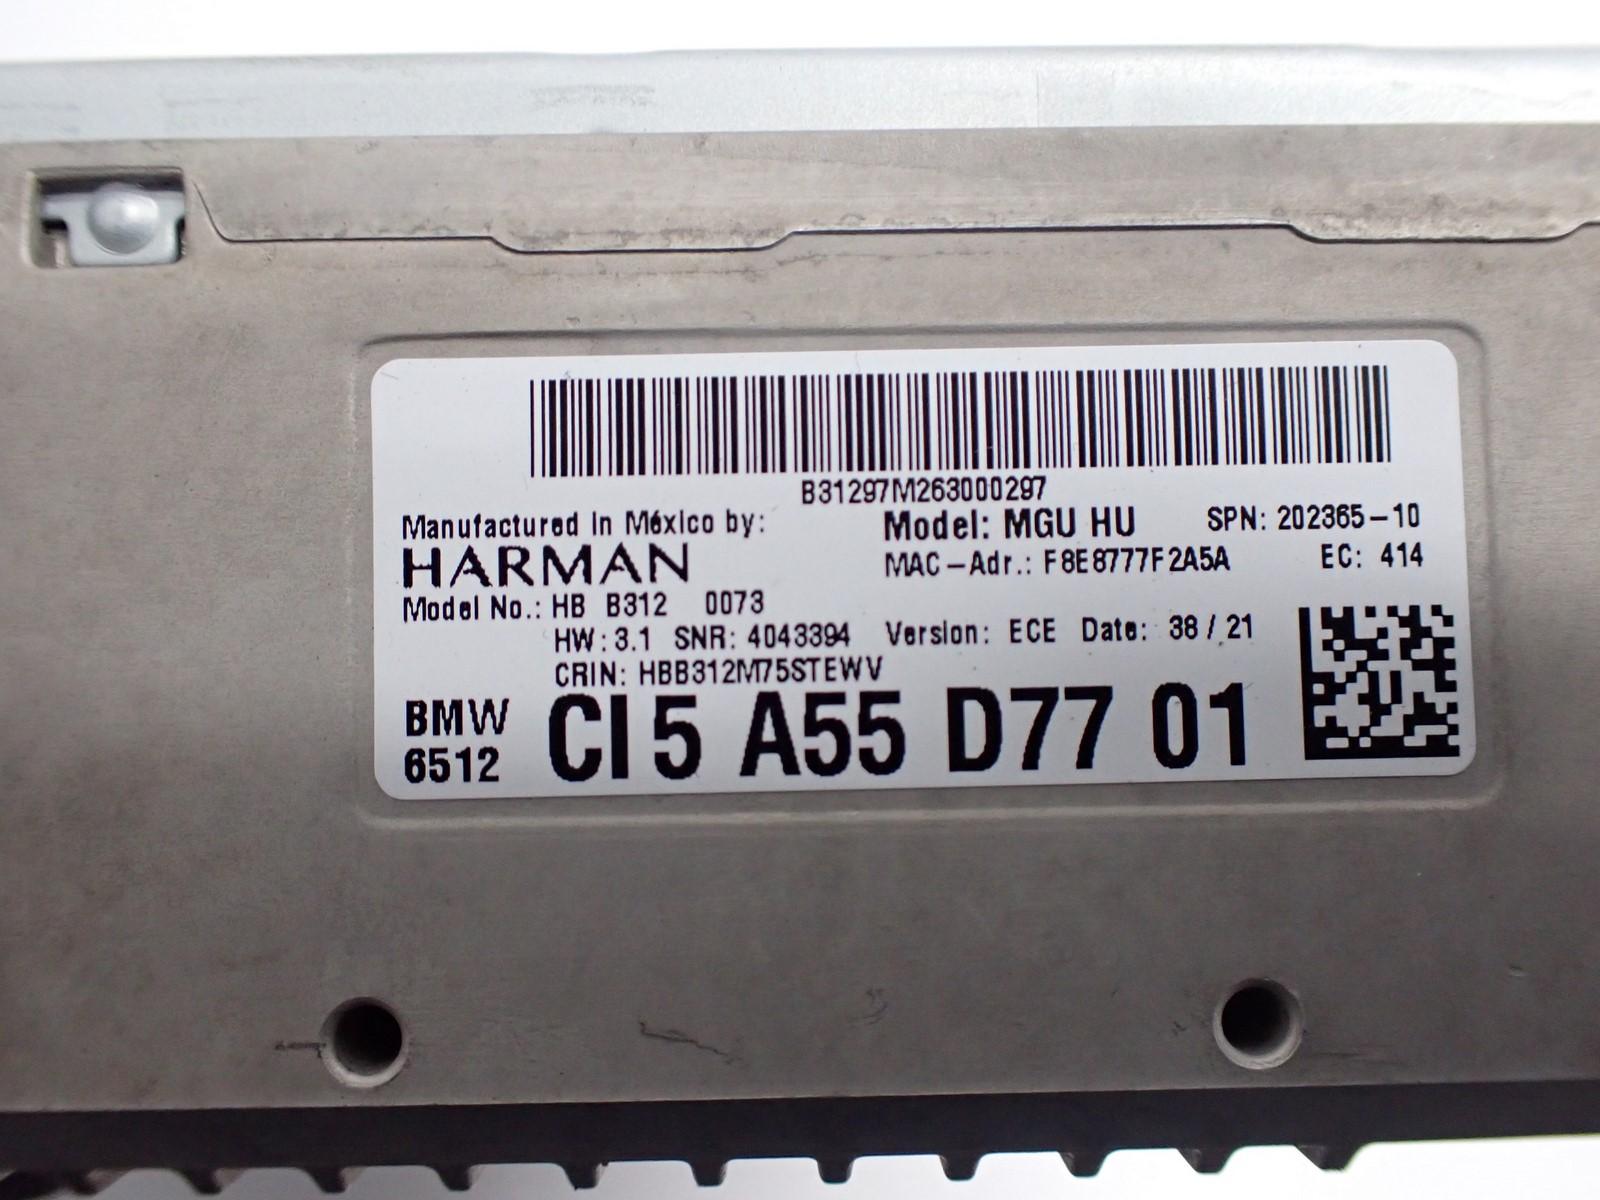 B31297M263000297
Manufactured in México by:
HARMAN
Model: MGU HU SPN: 202365-10
MAC-Adr.: F8E8777F2A5A EC: 414
Model No.: HB B312 0073
HW: 3.1 SNR: 4043394 Version: ECE Date: 38/21
CRIN: HBB312M75STEWV
BMW
6512
CI5 A55 D77 01